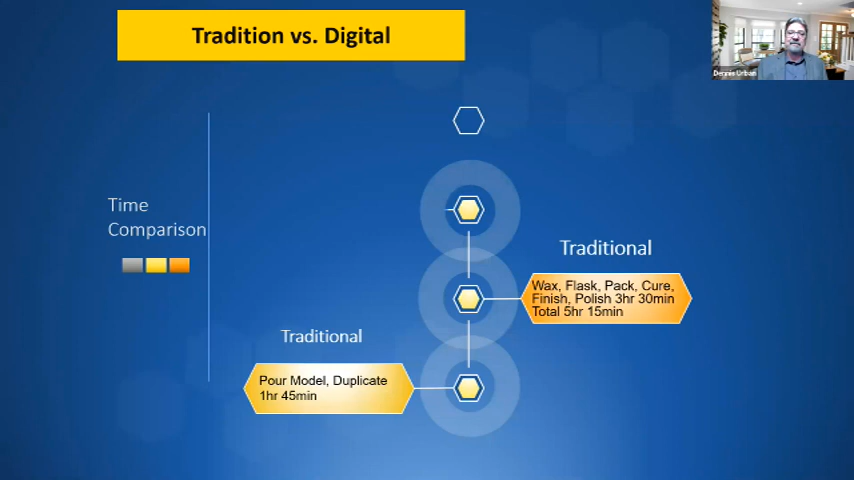 Tradition vs. Digital
Dennis Urban
Time
Comparison
Traditional
Wax, Flask, Pack, Cure,
Finish, Polish 3hr 30min
Total 5hr 15min
Traditional
Pour Model, Duplicate
1hr 45min